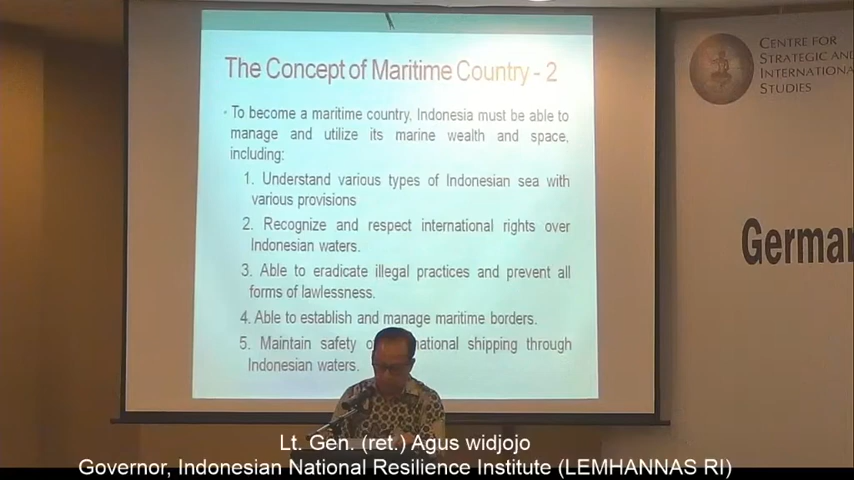 The Concept of Maritime Country - 2
To become a maritime country, Indonesia must be able to
manage and utilize its marine wealth and space,
including:
1. Understand various types of Indonesian sea with
various provisions
2. Recognize and respect international rights over
Indonesian waters.
3. Able to eradicate illegal practices and prevent all
forms of lawlessness.
4. Able to establish and manage maritime borders.
5. Maintain safety national shipping through
Indonesian waters.
CENTRE FOR
STRATEGIC AND
INTERNATIONAL
STUDIES
German
Lt. Gen. (ret.) Agus widjojo
Governor, Indonesian National Resilience Institute (LEMHANNAS RI)